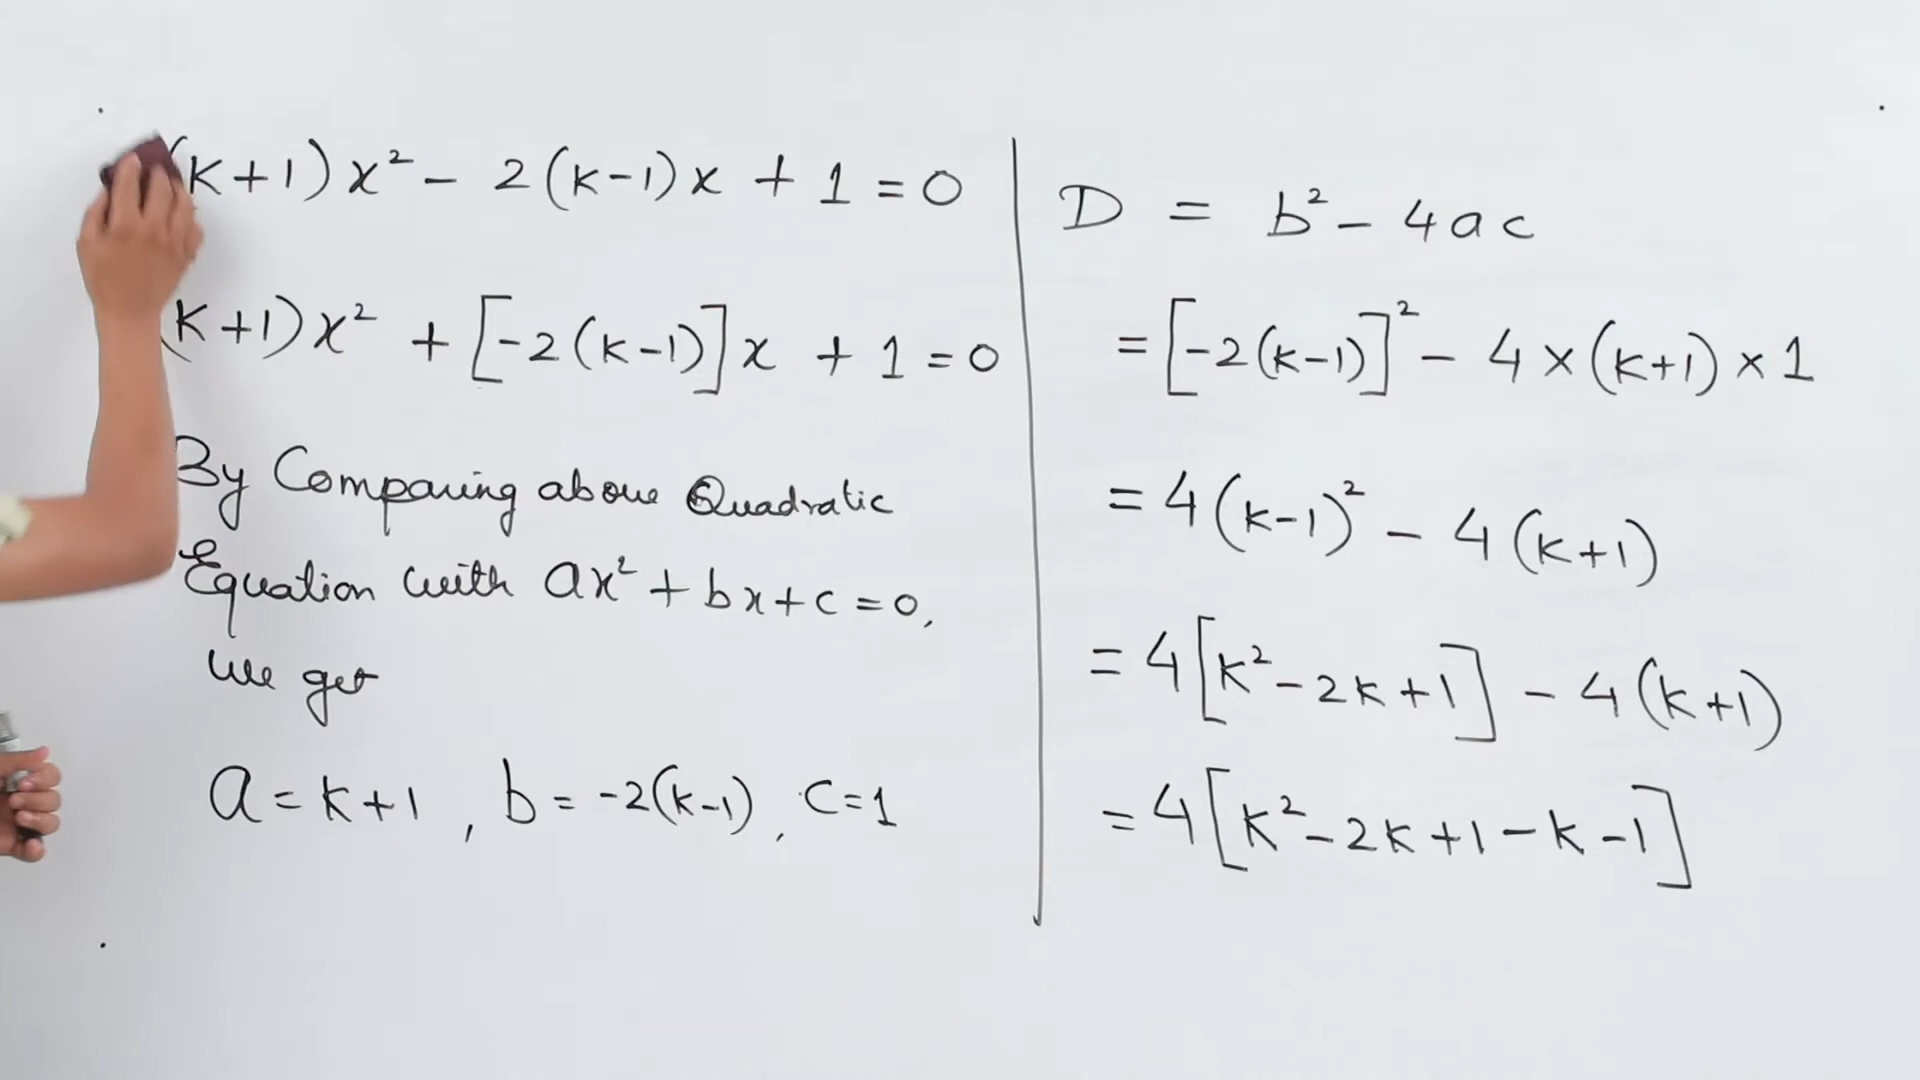 (k+1)x² - 2(k-1)x + 1 = 0
(k+1)x² + [-2(k-1)]x + 1 = 0
By Comparing above Quadratic
Equation with ax² + bx + c = 0,
we get
a = k+1, b = -2(k-1), c = 1
D = b² - 4ac
= [-2(k-1)]² - 4×(k+1)×1
= 4(k-1)² - 4(k+1)
= 4[k² - 2k + 1] - 4(k+1)
= 4[k² - 2k + 1 - k - 1]